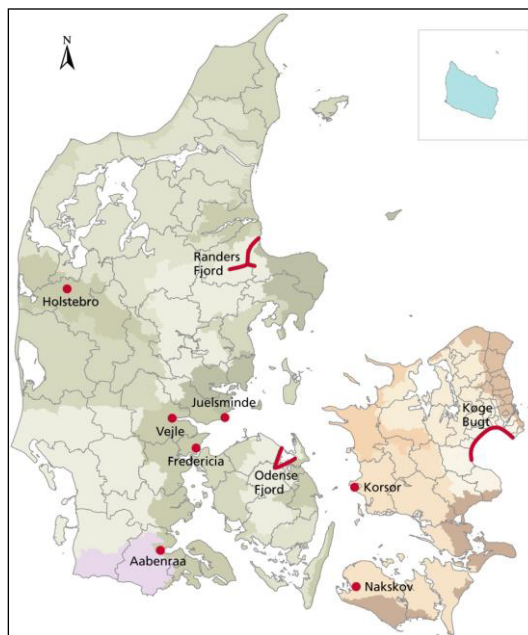 N
Randers
Fjord
Holstebro
Juelsminde
Køge
Bugt
Vejle
Fredericia
Odense
Fjord
Korsør
Aabenraa
Nakskov